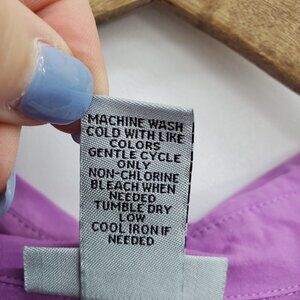 MACHINE WASH
COLD WITH LIKE
COLORS
GENTLE CYCLE
ONLY
NON-CHLORINE
BLEACH WHEN
NEEDED
TUMBLE DRY
LOW
COOL IRON IF
NEEDED